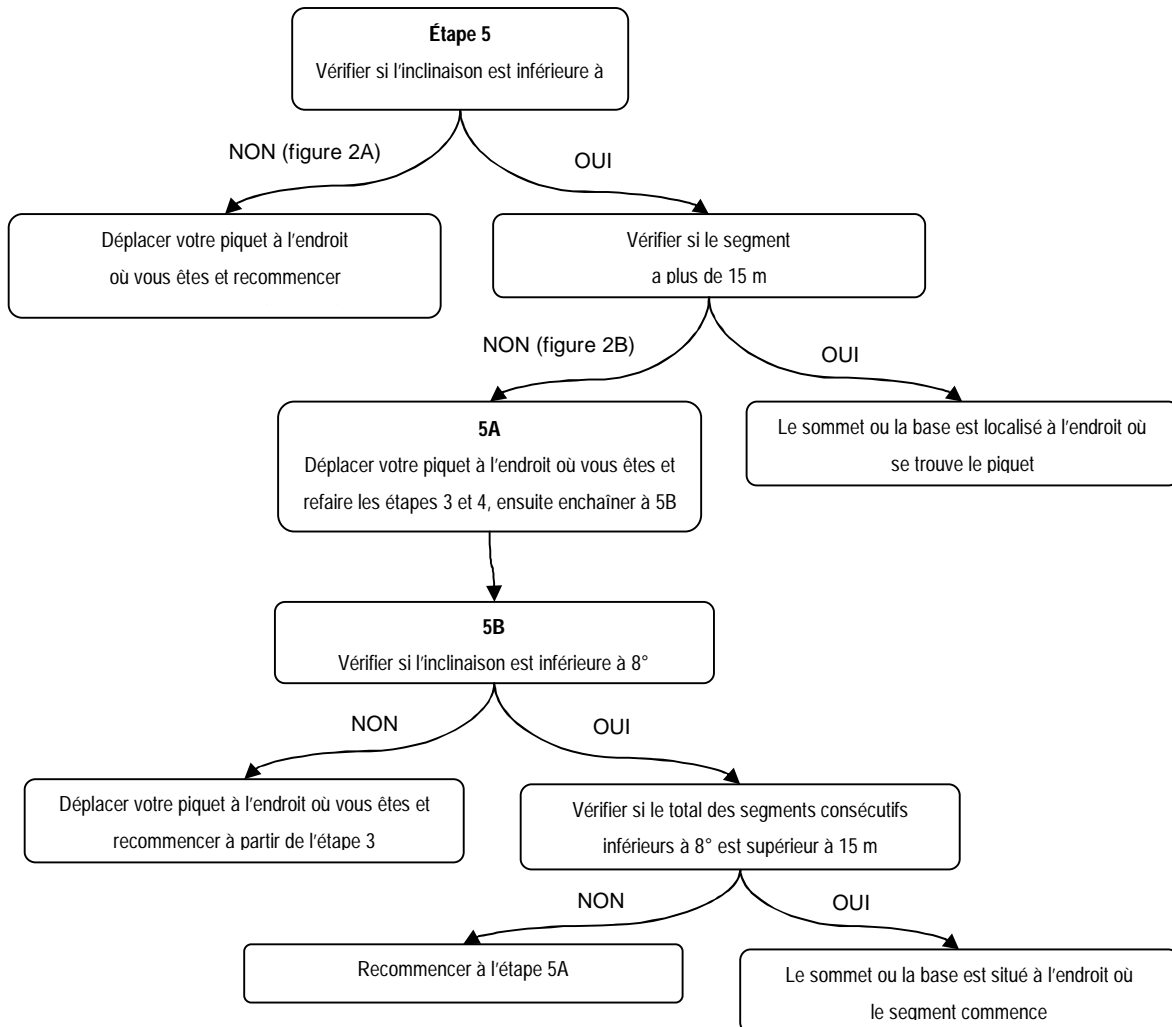 Étape 5
Vérifier si l'inclinaison est inférieure à
NON (figure 2A)
OUI
Déplacer votre piquet à l'endroit
où vous êtes et recommencer
Vérifier si le segment
a plus de 15 m
NON (figure 2B)
OUI
5A
Déplacer votre piquet à l'endroit où vous êtes et
refaire les étapes 3 et 4, ensuite enchaîner à 5B
Le sommet ou la base est localisé à l'endroit où
se trouve le piquet
5B
Vérifier si l'inclinaison est inférieure à 8°
NON
OUI
Déplacer votre piquet à l'endroit où vous êtes et
recommencer à partir de l'étape 3
Vérifier si le total des segments consécutifs
inférieurs à 8° est supérieur à 15 m
NON
OUI
Recommencer à l'étape 5A
Le sommet ou la base est situé à l'endroit où
le segment commence